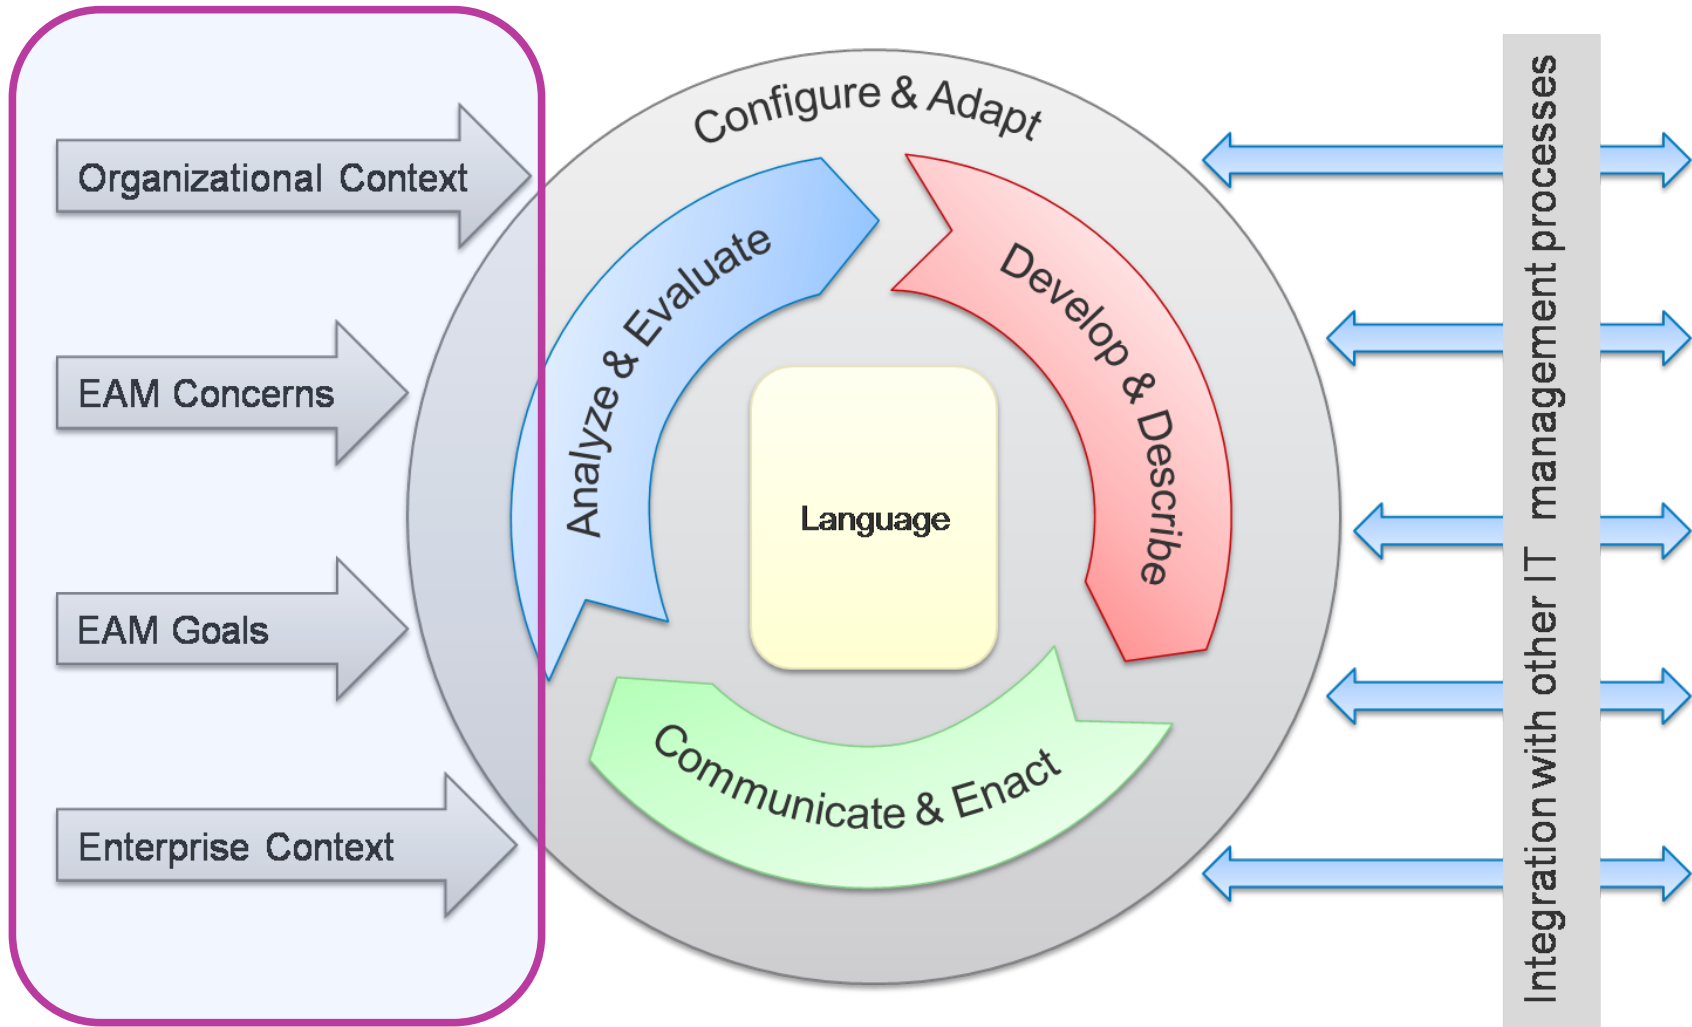 Configure & Adapt
Organizational Context
EAM Concerns
EAM Goals
Enterprise Context
Analyze & Evaluate
Develop & Describe
Language
Communicate & Enact
Integration with other IT management processes